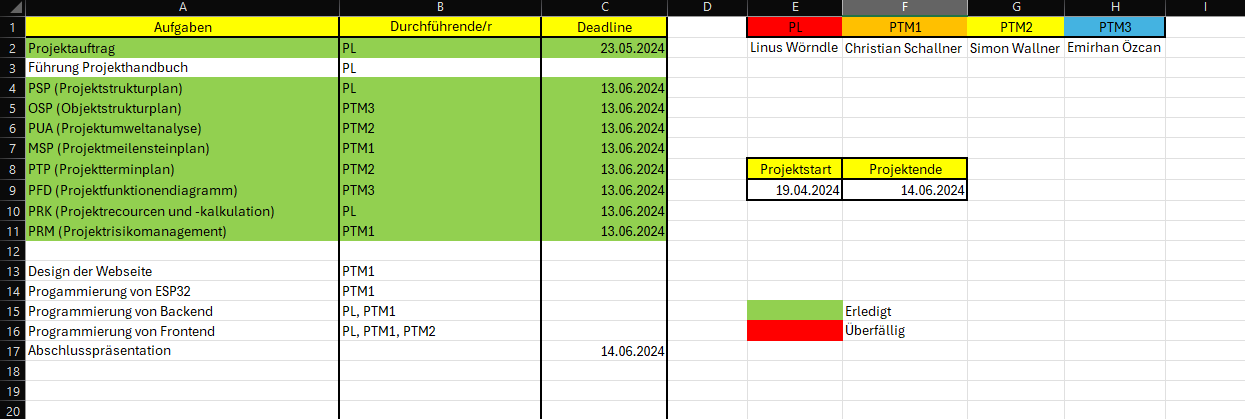 A B C D E F G H I
1 Aufgaben Durchführende/r Deadline PL PTM1 PTM2 PTM3
2 Projektauftrag PL 23.05.2024 Linus Wörndle Christian Schallner Simon Wallner Emirhan Özcan
3 Führung Projekthandbuch PL
4 PSP (Projektstrukturplan) PL 13.06.2024
5 OSP (Objektstrukturplan) PTM3 13.06.2024
6 PUA (Projektumweltanalyse) PTM2 13.06.2024
7 MSP (Projektmeilensteinplan) PTM1 13.06.2024
8 PTP (Projektterminplan) PTM2 13.06.2024 Projektstart Projektende
9 PFD (Projektfunktionendiagramm) PTM3 13.06.2024 19.04.2024 14.06.2024
10 PRK (Projektrecourcen und -kalkulation) PL 13.06.2024
11 PRM (Projektrisikomanagement) PTM1 13.06.2024
12
13 Design der Webseite PTM1
14 Progammierung von ESP32 PTM1
15 Programmierung von Backend PL, PTM1 Erledigt
16 Programmierung von Frontend PL, PTM1, PTM2 Überfällig
17 Abschlusspräsentation 14.06.2024
18
19
20